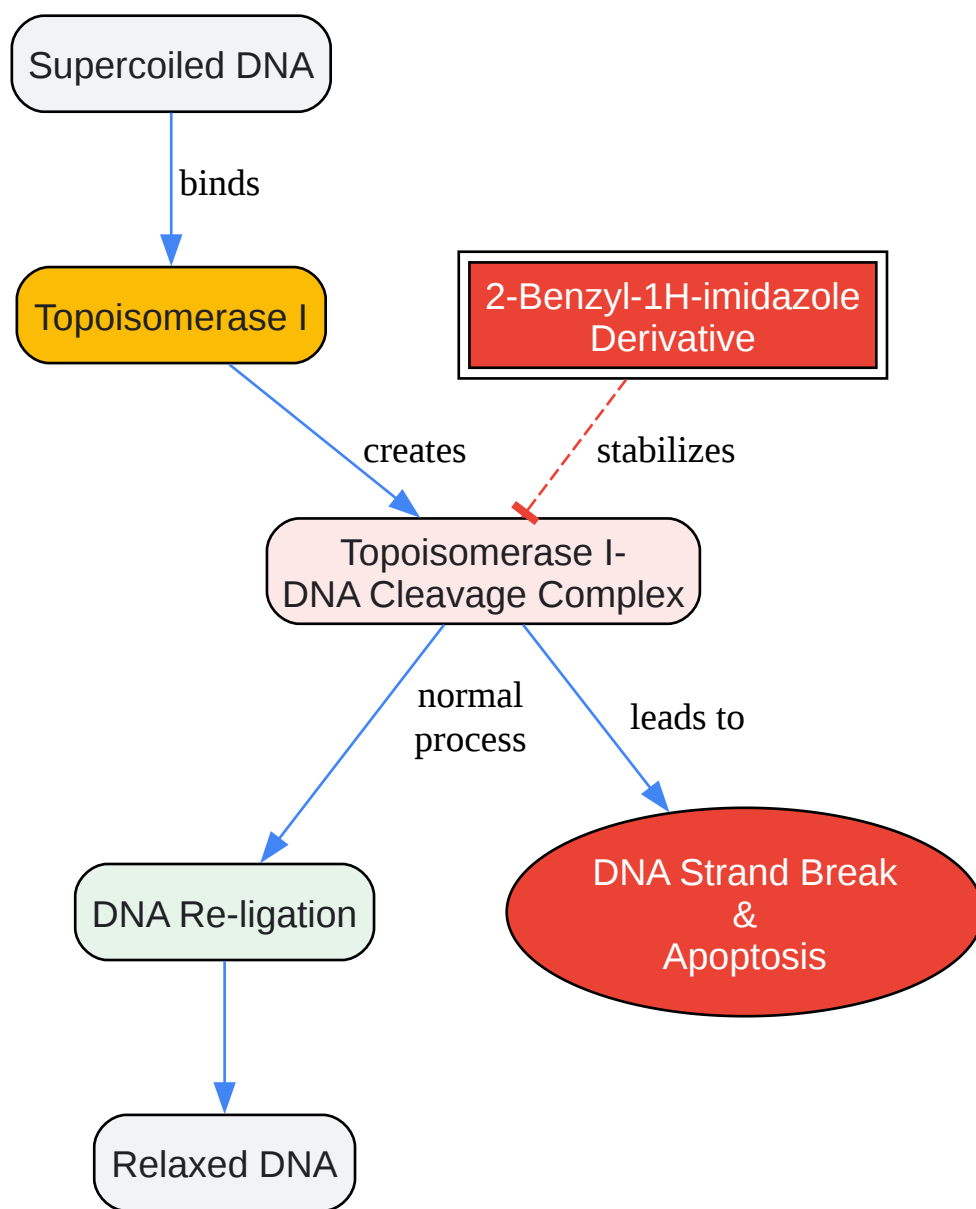 Supercoiled DNA
binds
Topoisomerase I
2-Benzyl-1H-imidazole
Derivative
creates
stabilizes
Topoisomerase I-
DNA Cleavage Complex
normal
process
leads to
DNA Strand Break
&
Apoptosis
DNA Re-ligation
Relaxed DNA